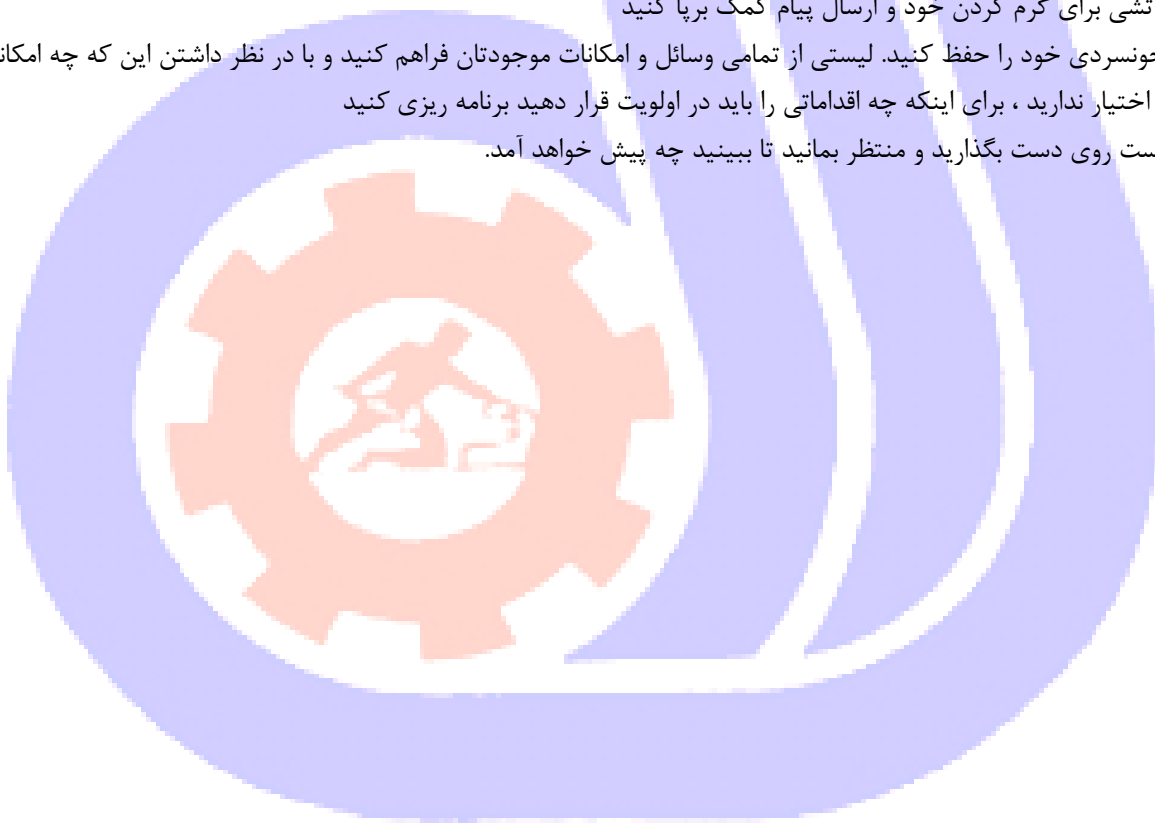 تشی برای گرم کردن خود و ارسال پیام کمک برپا کنید
خونسردی خود را حفظ کنید. لیستی از تمامی وسائل و امکانات موجودتان فراهم کنید و با در نظر داشتن این که چه امکانا
اختیار ندارید ، برای اینکه چه اقداماتی را باید در اولویت قرار دهید برنامه ریزی کنید
ست روی دست بگذارید و منتظر بمانید تا ببینید چه پیش خواهد آمد.